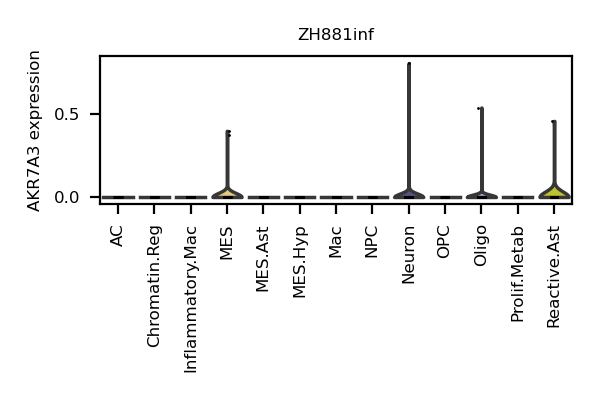 ZH881inf
AKR7A3 expression
0.5
0.0
AC
Chromatin.Reg
Inflammatory.Mac
MES
MES.Ast
MES.Hyp
Mac
NPC
Neuron
OPC
Oligo
Prolif.Metab
Reactive.Ast